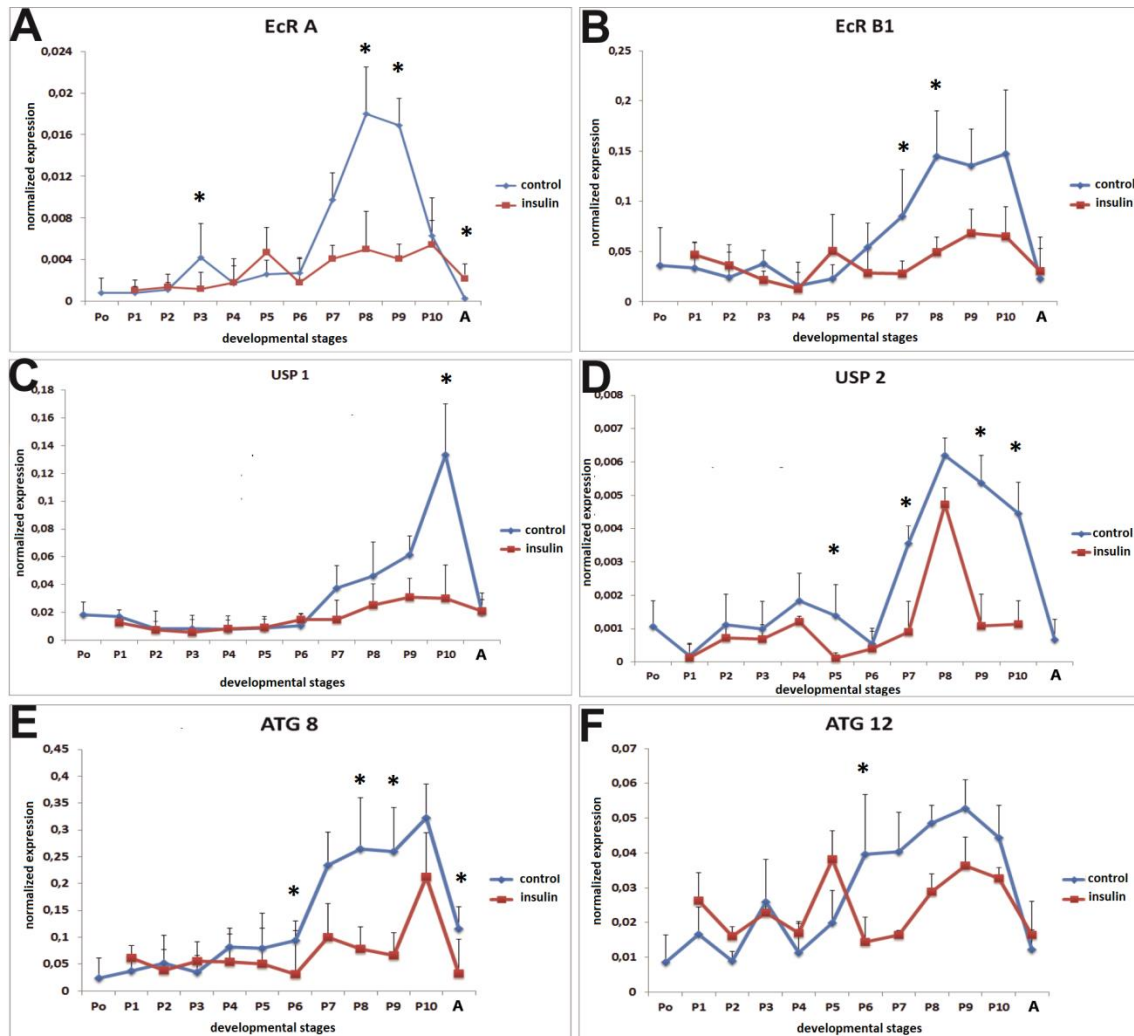 A
EcR A
normalized expression
0,024
0,02
0,016
0,012
0,008
0,004
0
*
*
*
*
control
insulin
Po P1 P2 P3 P4 P5 P6 P7 P8 P9 P10 A
developmental stages
B
EcR B1
normalized expression
0,25
0,2
0,15
0,1
0,05
0
*
*
control
insulin
Po P1 P2 P3 P4 P5 P6 P7 P8 P9 P10 A
developmental stages
C
USP 1
normalized expression
0,18
0,16
0,14
0,12
0,1
0,08
0,06
0,04
0,02
0
*
control
insulin
Po P1 P2 P3 P4 P5 P6 P7 P8 P9 P10 A
developmental stages
D
USP 2
normalized expression
0,008
0,007
0,006
0,005
0,004
0,003
0,002
0,001
0
*
*
*
*
control
insulin
Po P1 P2 P3 P4 P5 P6 P7 P8 P9 P10 A
developmental stages
E
ATG 8
normalized expression
0,45
0,4
0,35
0,3
0,25
0,2
0,15
0,1
0,05
0
*
*
*
*
control
insulin
Po P1 P2 P3 P4 P5 P6 P7 P8 P9 P10 A
developmental stages
F
ATG 12
normalized expression
0,07
0,06
0,05
0,04
0,03
0,02
0,01
0
*
control
insulin
Po P1 P2 P3 P4 P5 P6 P7 P8 P9 P10 A
developmental stages